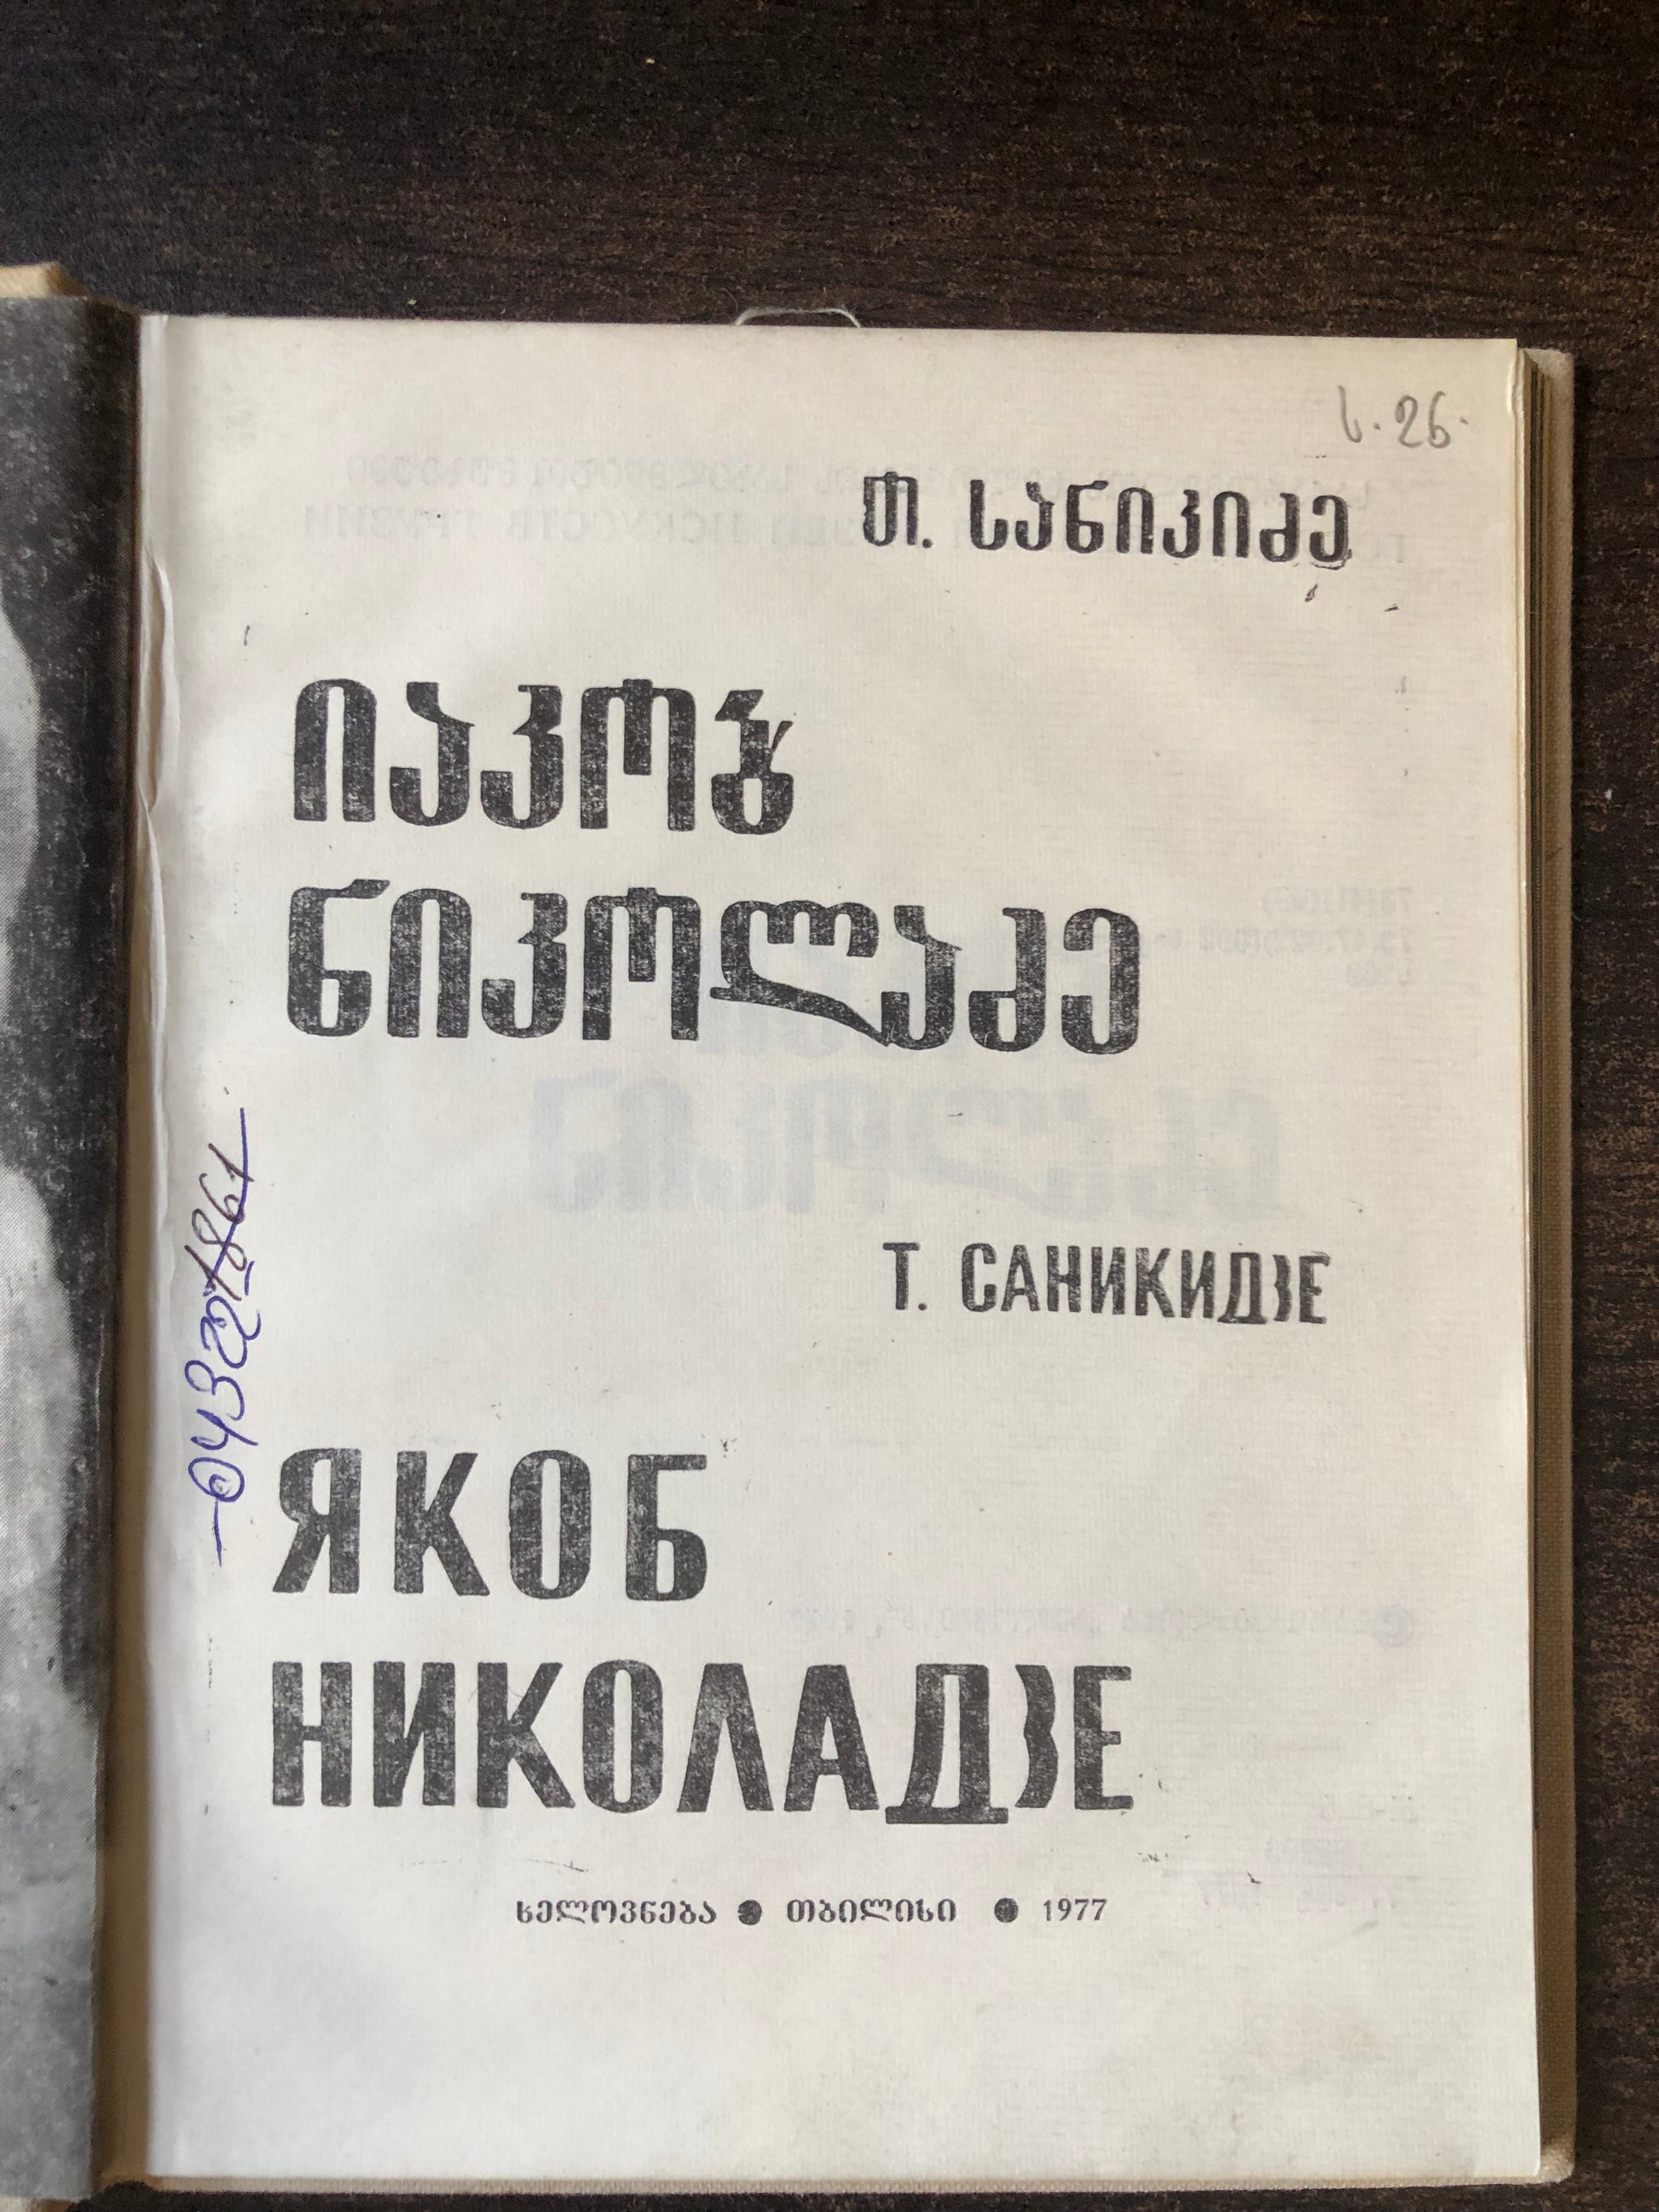 ს. 26.
თ. სანიკიძე
იაკობ
ნიკოლაძე
Т. САНИКИДЗЕ
ЯКОБ
НИКОЛАДЗЕ
ხელოვნება ● თბილისი ● 1977